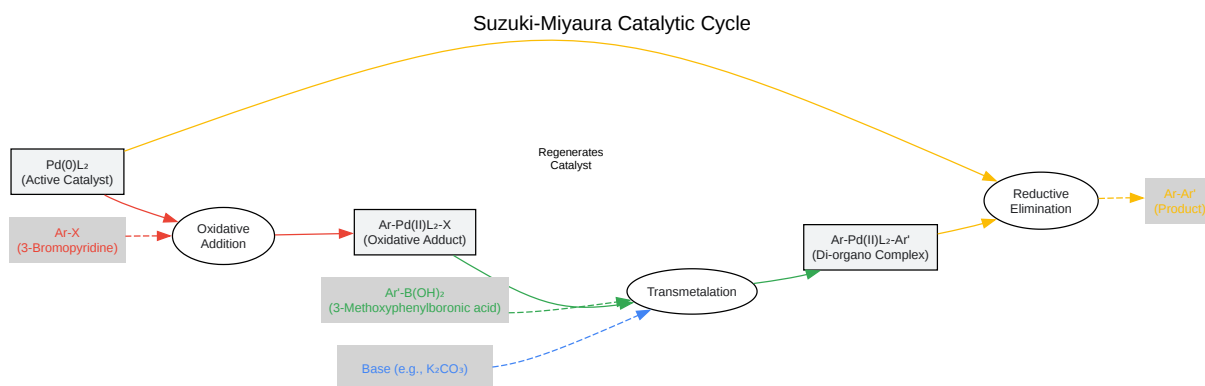 Suzuki-Miyaura Catalytic Cycle
Pd(0)L₂
(Active Catalyst)
Regenerates
Catalyst
Ar-X
(3-Bromopyridine)
Oxidative
Addition
Ar-Pd(II)L₂-X
(Oxidative Adduct)
Ar'-B(OH)₂
(3-Methoxyphenylboronic acid)
Base (e.g., K₂CO₃)
Transmetalation
Ar-Pd(II)L₂-Ar'
(Di-organo Complex)
Reductive
Elimination
Ar-Ar'
(Product)